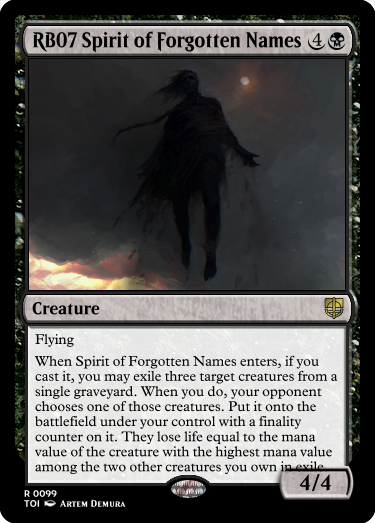 RB07 Spirit of Forgotten Names 4
Creature
Flying
When Spirit of Forgotten Names enters, if you
cast it, you may exile three target creatures from a
single graveyard. When you do, your opponent
chooses one of those creatures. Put it onto the
battlefield under your control with a finality
counter on it. They lose life equal to the mana
value of the creature with the highest mana value
among the two other creatures you own in exile
4/4
R 0099
TOI ARTEM DEMURA